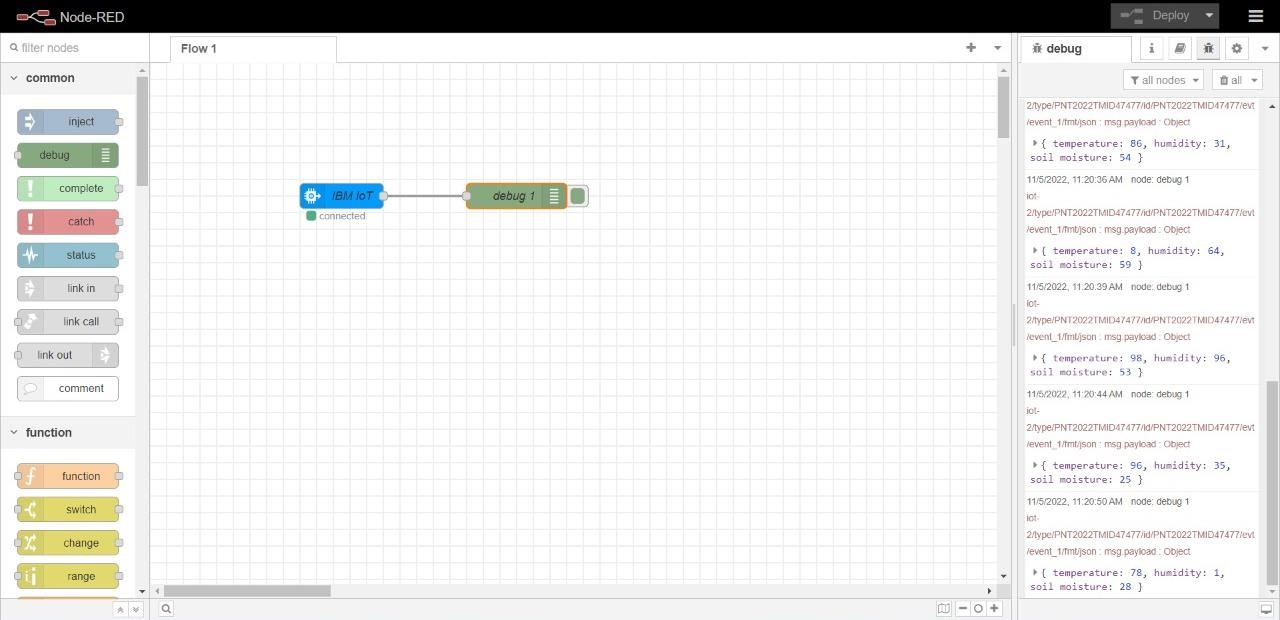 Node-RED
Deploy
filter nodes
Flow 1
debug
i
all nodes
all
common
inject
debug
complete
catch
status
link in
link call
link out
comment
function
function
switch
change
range
IBM IoT
connected
debug 1
2/type/PNT2022TMID47477/id/PNT2022TMID47477/evt
/event_1/fmt/json : msg.payload : Object
{ temperature: 86, humidity: 31,
soil moisture: 54 }
11/5/2022, 11:20:36 AM node: debug 1
iot-
2/type/PNT2022TMID47477/id/PNT2022TMID47477/evt
/event_1/fmt/json : msg.payload : Object
{ temperature: 8, humidity: 64,
soil moisture: 59 }
11/5/2022, 11:20:39 AM node: debug 1
iot-
2/type/PNT2022TMID47477/id/PNT2022TMID47477/evt
/event_1/fmt/json : msg.payload : Object
{ temperature: 98, humidity: 96,
soil moisture: 53 }
11/5/2022, 11:20:44 AM node: debug 1
iot-
2/type/PNT2022TMID47477/id/PNT2022TMID47477/evt
/event_1/fmt/json : msg.payload : Object
{ temperature: 96, humidity: 35,
soil moisture: 25 }
11/5/2022, 11:20:50 AM node: debug 1
iot-
2/type/PNT2022TMID47477/id/PNT2022TMID47477/evt
/event_1/fmt/json : msg.payload : Object
{ temperature: 78, humidity: 1,
soil moisture: 28 }